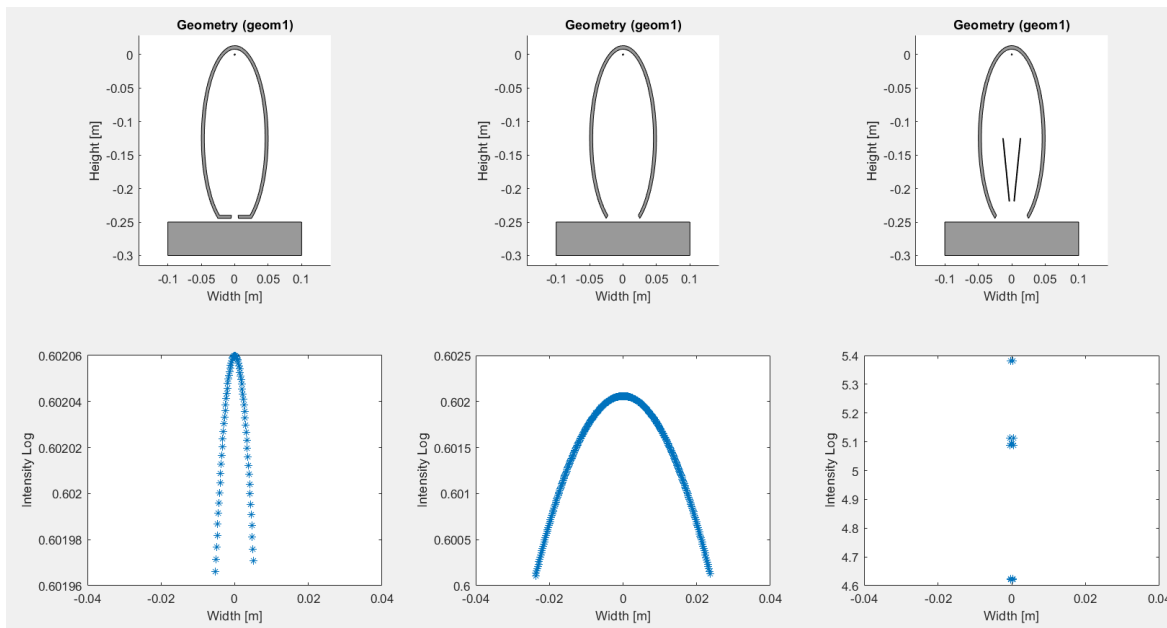 Geometry (geom1)
0
-0.05
-0.1
-0.15
-0.2
-0.25
-0.3
Height [m]
-0.1 -0.05 0 0.05 0.1
Width [m]
Geometry (geom1)
0
-0.05
-0.1
-0.15
-0.2
-0.25
-0.3
Height [m]
-0.1 -0.05 0 0.05 0.1
Width [m]
Geometry (geom1)
0
-0.05
-0.1
-0.15
-0.2
-0.25
-0.3
Height [m]
-0.1 -0.05 0 0.05 0.1
Width [m]
0.60206
0.60204
0.60202
0.602
0.60198
0.60196
Intensity Log
-0.04 -0.02 0 0.02 0.04
Width [m]
0.6025
0.602
0.6015
0.601
0.6005
0.6
Intensity Log
-0.04 -0.02 0 0.02 0.04
Width [m]
5.4
5.3
5.2
5.1
5
4.9
4.8
4.7
4.6
Intensity Log
-0.04 -0.02 0 0.02 0.04
Width [m]